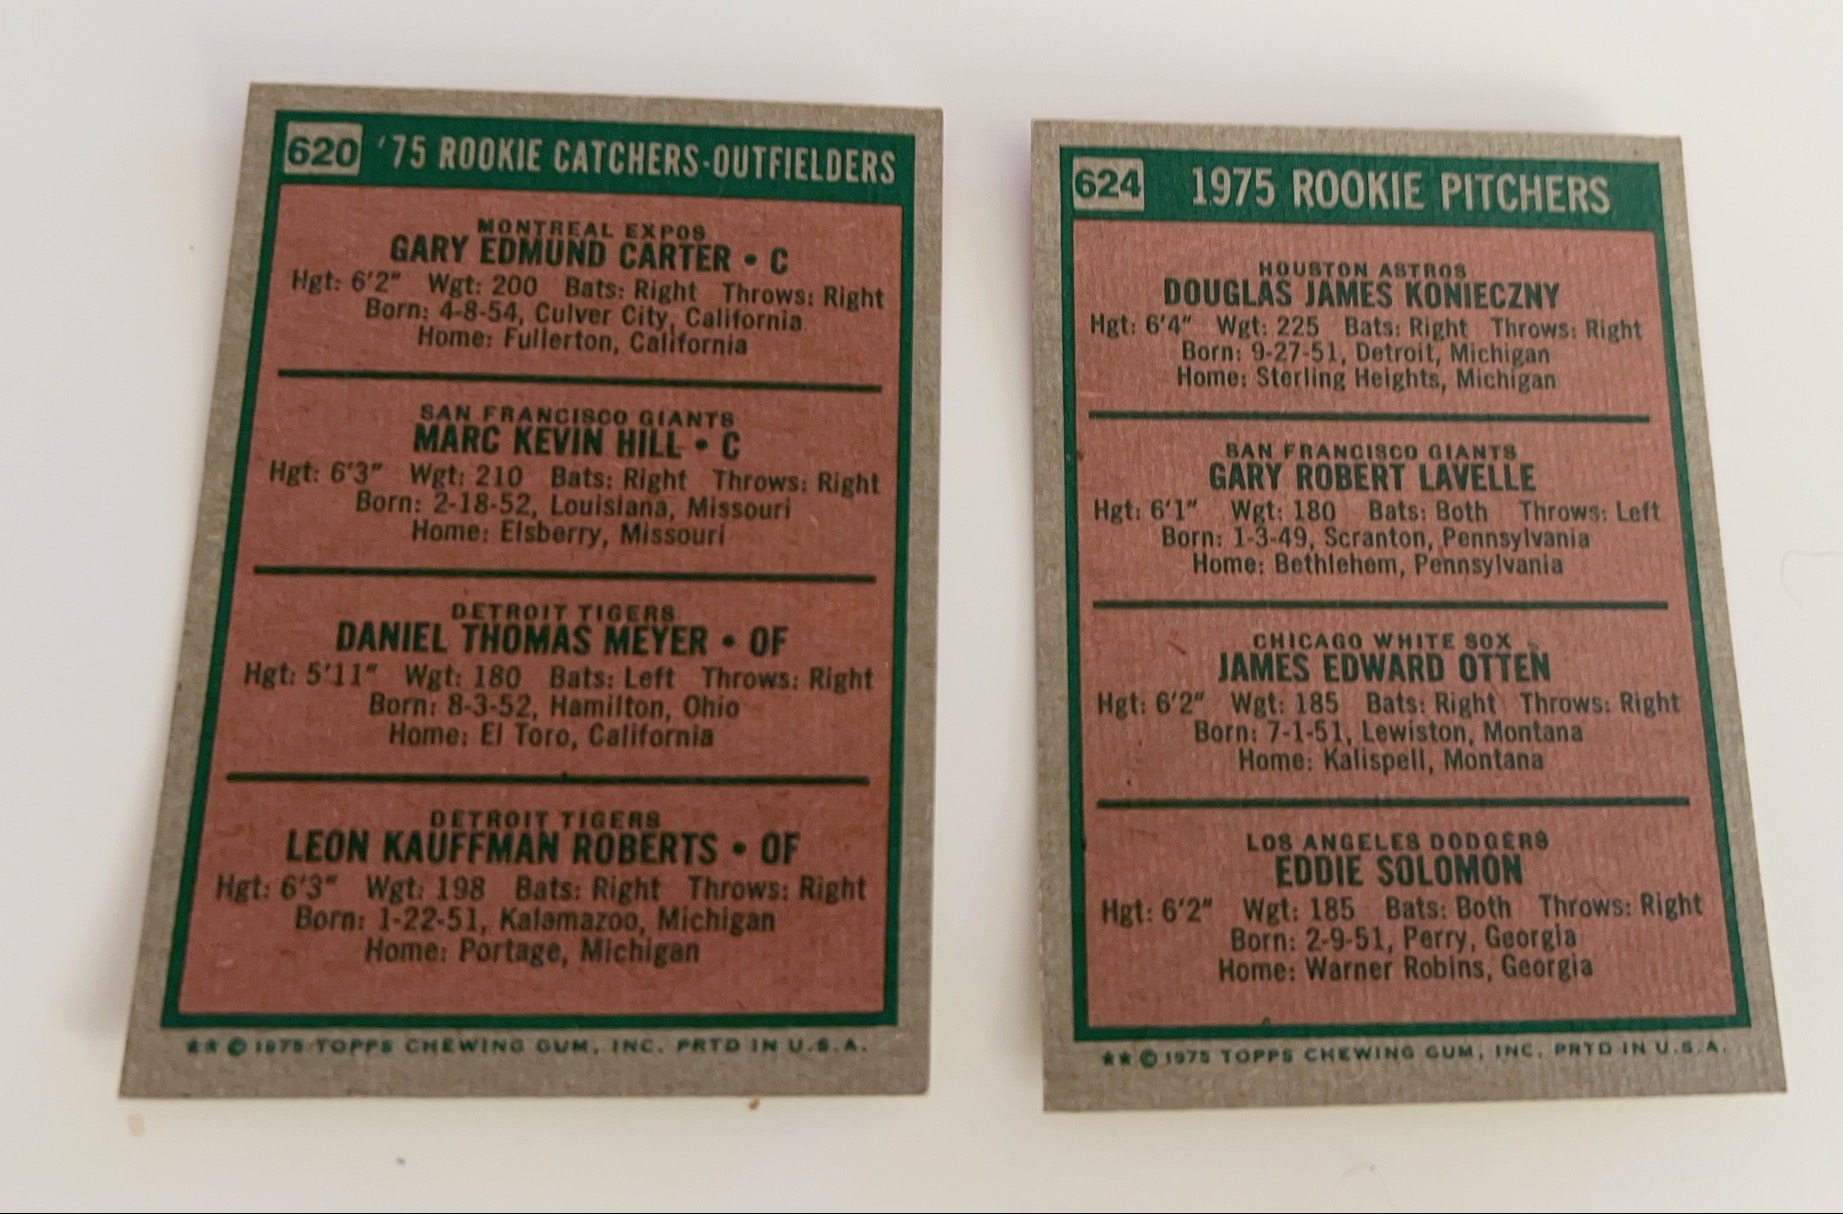 620 '75 ROOKIE CATCHERS-OUTFIELDERS
MONTREAL EXPOS
GARY EDMUND CARTER • C
Hgt: 6'2" Wgt: 200 Bats: Right Throws: Right
Born: 4-8-54, Culver City, California
Home: Fullerton, California
SAN FRANCISCO GIANTS
MARC KEVIN HILL • C
Hgt: 6'3" Wgt: 210 Bats: Right Throws: Right
Born: 2-18-52, Louisiana, Missouri
Home: Elsberry, Missouri
DETROIT TIGERS
DANIEL THOMAS MEYER • OF
Hgt: 5'11" Wgt: 180 Bats: Left Throws: Right
Born: 8-3-52, Hamilton, Ohio
Home: El Toro, California
DETROIT TIGERS
LEON KAUFFMAN ROBERTS • OF
Hgt: 6'3" Wgt: 198 Bats: Right Throws: Right
Born: 1-22-51, Kalamazoo, Michigan
Home: Portage, Michigan
★★ © 1975 TOPPS CHEWING GUM, INC. PRTD IN U.S.A.
624 1975 ROOKIE PITCHERS
HOUSTON ASTROS
DOUGLAS JAMES KONIECZNY
Hgt: 6'4" Wgt: 225 Bats: Right Throws: Right
Born: 9-27-51, Detroit, Michigan
Home: Sterling Heights, Michigan
SAN FRANCISCO GIANTS
GARY ROBERT LAVELLE
Hgt: 6'1" Wgt: 180 Bats: Both Throws: Left
Born: 1-3-49, Scranton, Pennsylvania
Home: Bethlehem, Pennsylvania
CHICAGO WHITE SOX
JAMES EDWARD OTTEN
Hgt: 6'2" Wgt: 185 Bats: Right Throws: Right
Born: 7-1-51, Lewiston, Montana
Home: Kalispell, Montana
LOS ANGELES DODGERS
EDDIE SOLOMON
Hgt: 6'2" Wgt: 185 Bats: Both Throws: Right
Born: 2-9-51, Perry, Georgia
Home: Warner Robins, Georgia
★★ © 1975 TOPPS CHEWING GUM, INC. PRTD IN U.S.A.